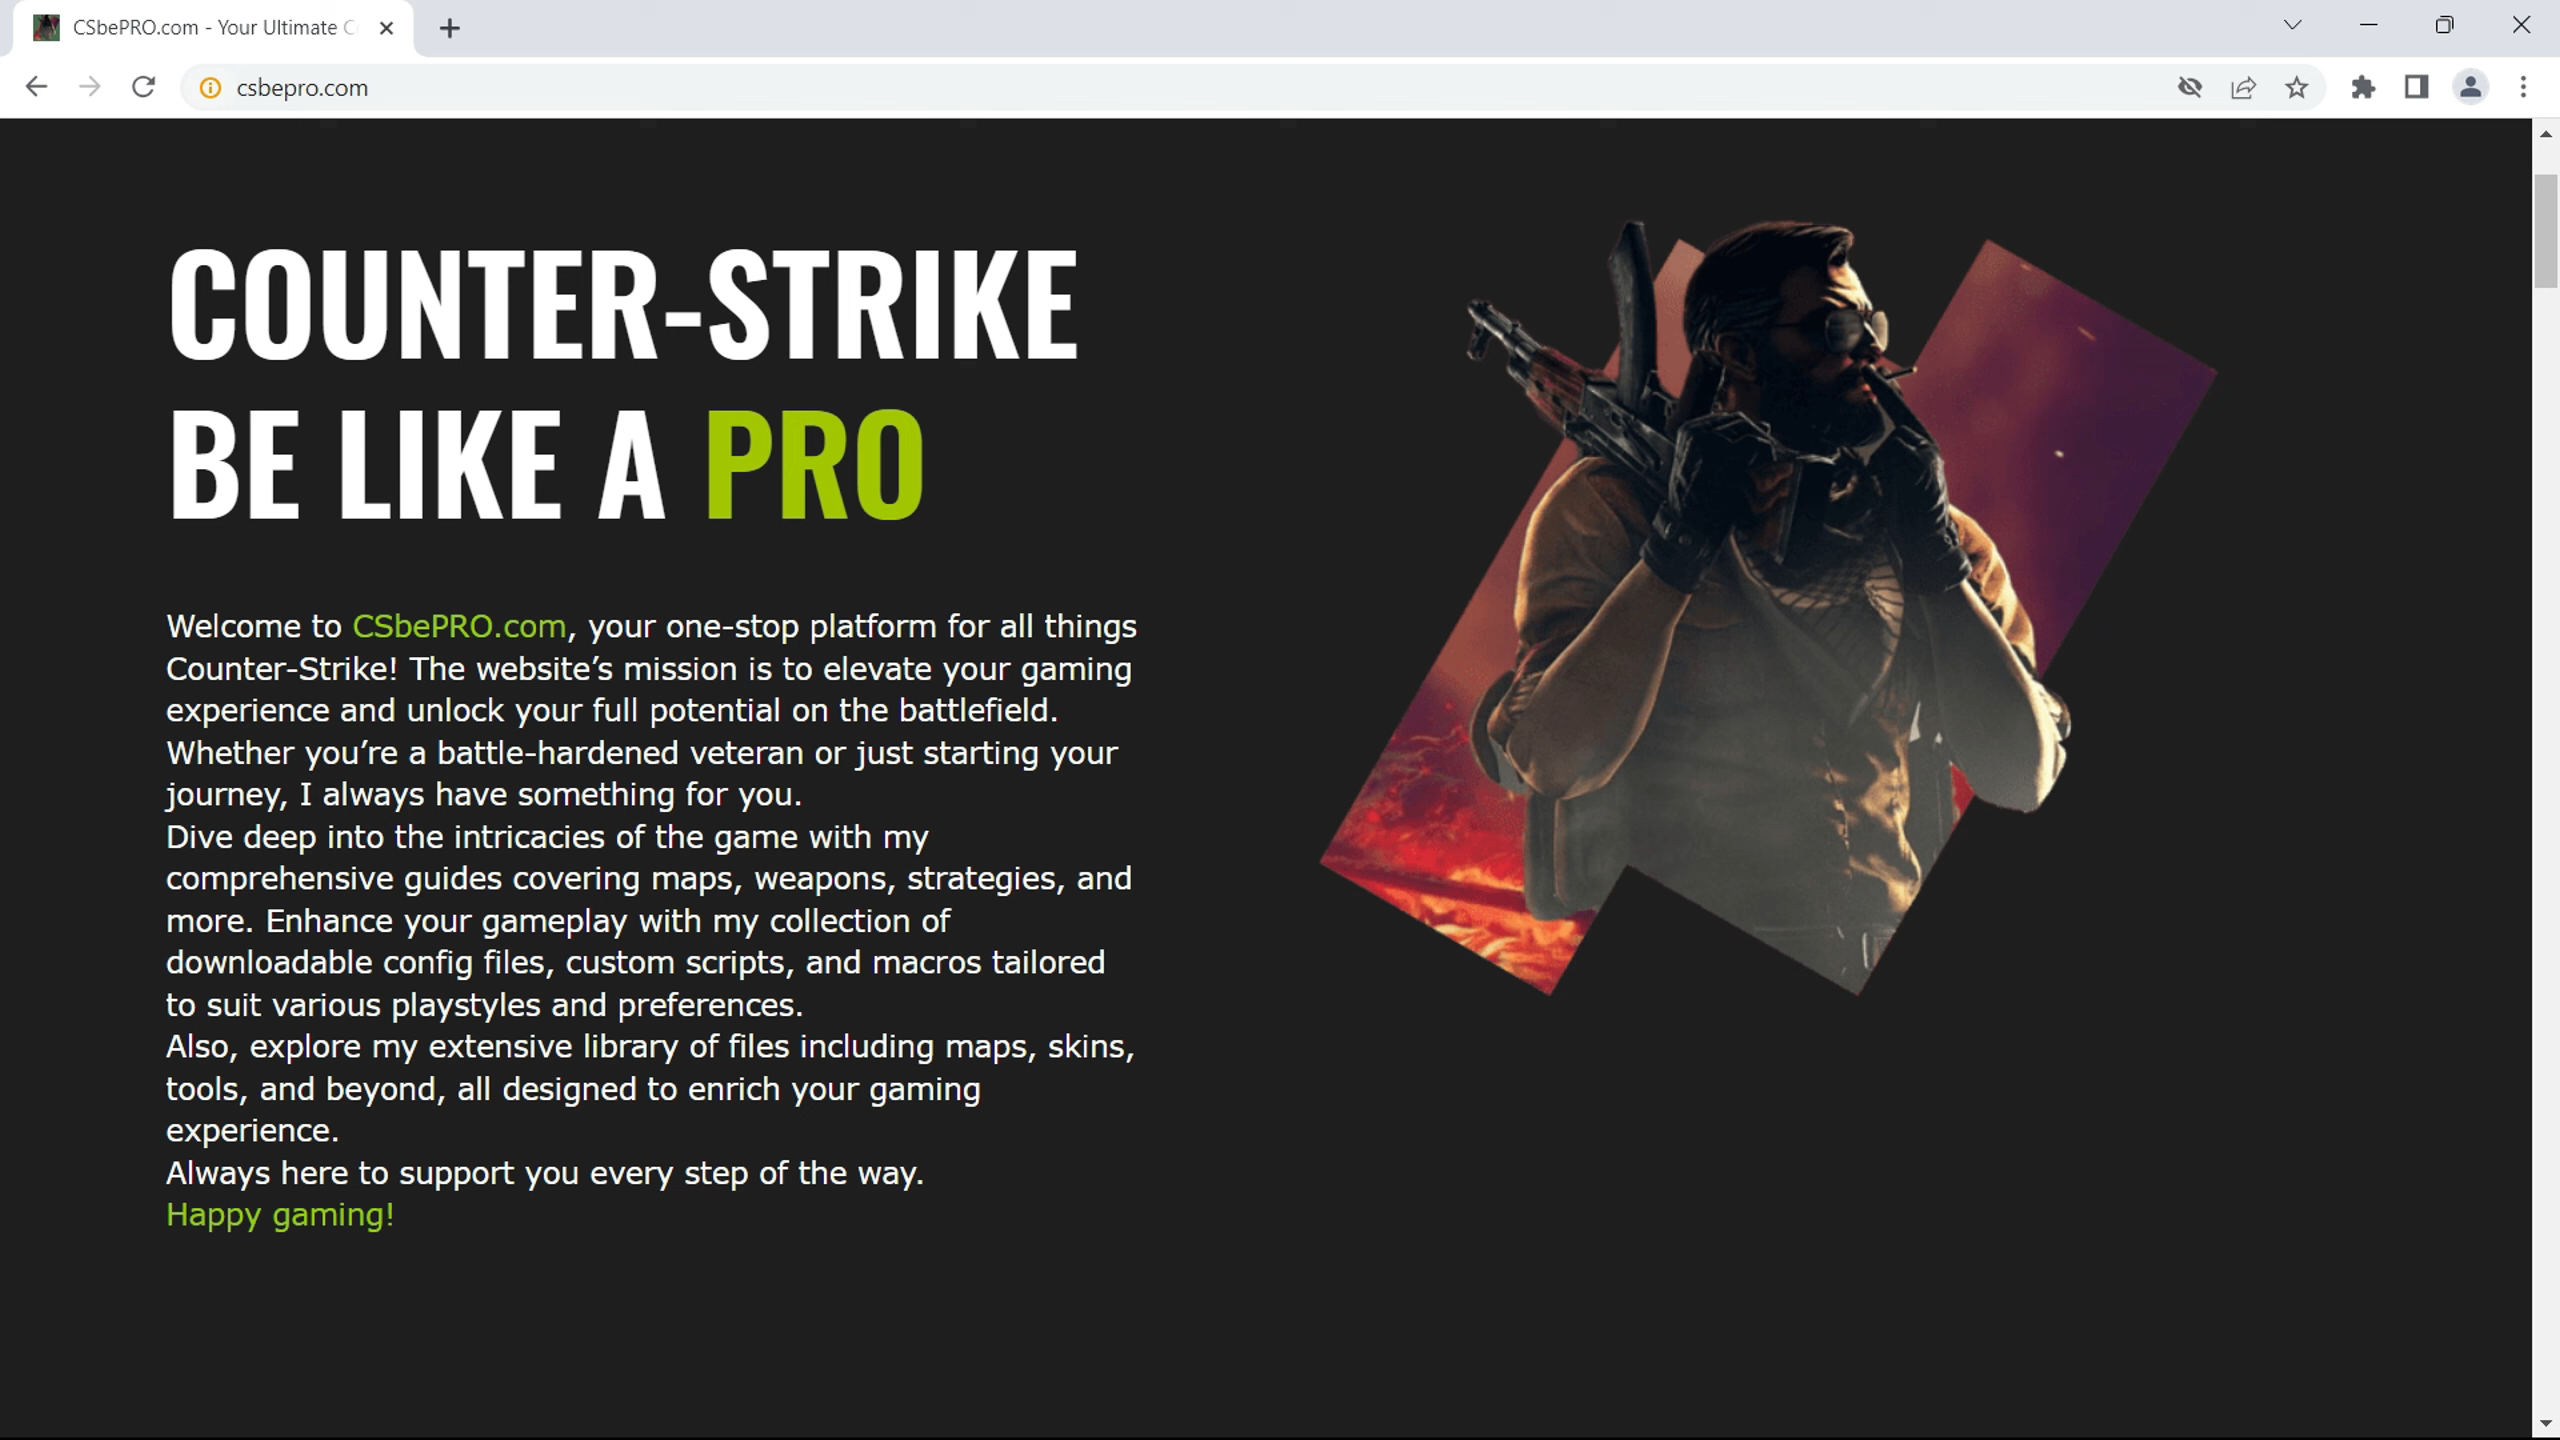 CSbePRO.com - Your Ultimate C
csbepro.com
COUNTER-STRIKE
BE LIKE A PRO
Welcome to CSbePRO.com, your one-stop platform for all things
Counter-Strike! The website’s mission is to elevate your gaming
experience and unlock your full potential on the battlefield.
Whether you’re a battle-hardened veteran or just starting your
journey, I always have something for you.
Dive deep into the intricacies of the game with my
comprehensive guides covering maps, weapons, strategies, and
more. Enhance your gameplay with my collection of
downloadable config files, custom scripts, and macros tailored
to suit various playstyles and preferences.
Also, explore my extensive library of files including maps, skins,
tools, and beyond, all designed to enrich your gaming
experience.
Always here to support you every step of the way.
Happy gaming!